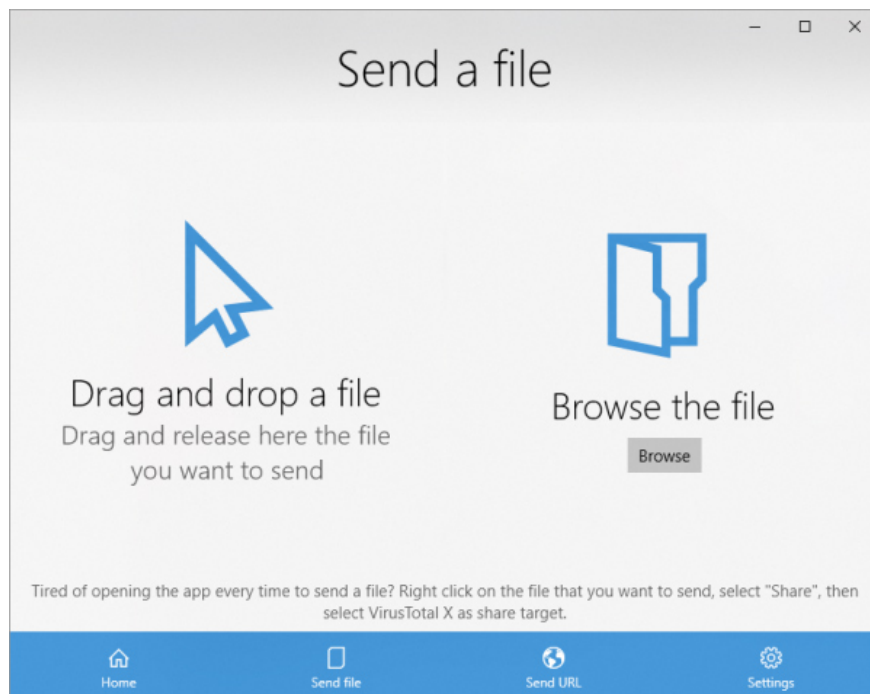 Send a file
Drag and drop a file
Drag and release here the file
you want to send
Browse the file
Browse
Tired of opening the app every time to send a file? Right click on the file that you want to send, select "Share", then
select VirusTotal X as share target.
Home
Send file
Send URL
Settings